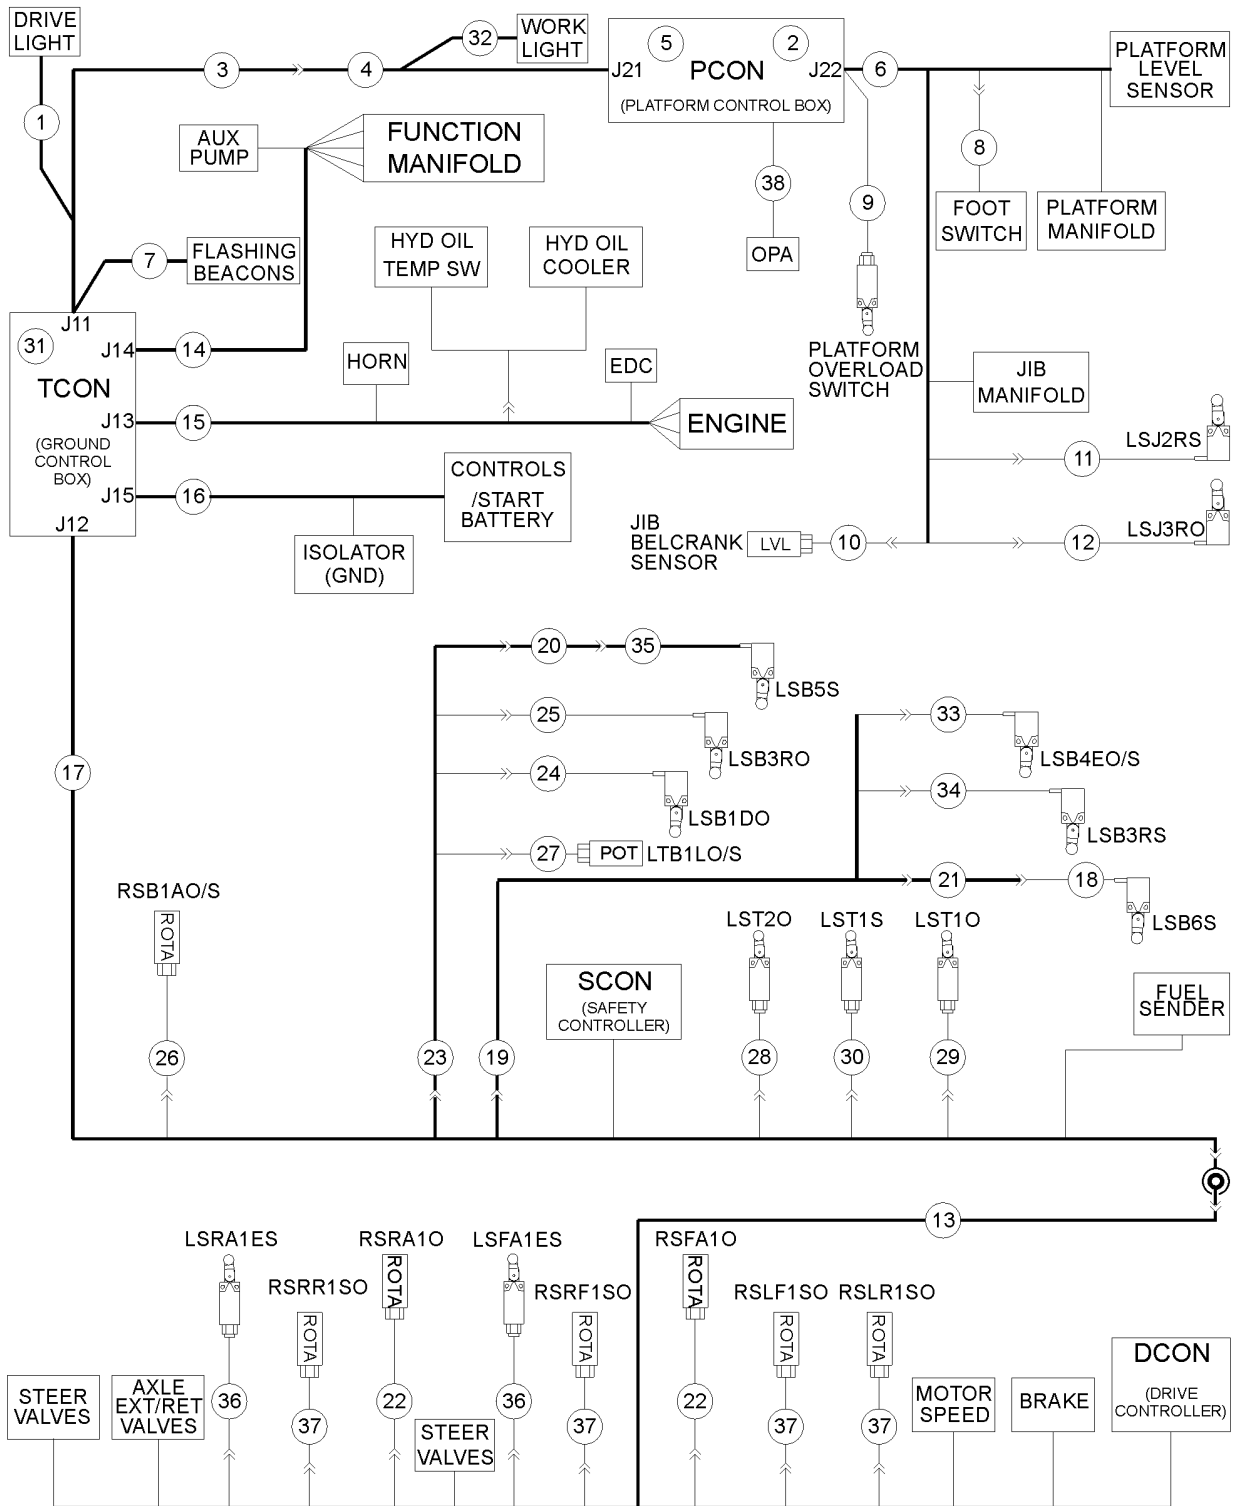 DRIVE
LIGHT
1
3
4
32
WORK
LIGHT
J21
5
2
PCON
J22
(PLATFORM CONTROL BOX)
6
PLATFORM
LEVEL
SENSOR
AUX
PUMP
FUNCTION
MANIFOLD
38
OPA
9
8
FOOT
SWITCH
PLATFORM
MANIFOLD
7
FLASHING
BEACONS
HYD OIL
TEMP SW
HYD OIL
COOLER
PLATFORM
OVERLOAD
SWITCH
J11
31
J14
14
TCON
HORN
EDC
JIB
MANIFOLD
J13
15
ENGINE
(GROUND
CONTROL
BOX)
J15
16
CONTROLS
/START
BATTERY
J12
ISOLATOR
(GND)
LSJ2RS
11
JIB
BELCRANK
SENSOR
LVL
10
12
LSJ3RO
20
35
LSB5S
25
LSB3RO
33
LSB4EO/S
17
24
LSB1DO
34
LSB3RS
27
POT
LTB1LO/S
21
18
LSB6S
RSB1AO/S
ROTA
LST2O
LST1S
LST1O
SCON
(SAFETY
CONTROLLER)
FUEL
SENDER
26
23
19
28
30
29
13
LSRA1ES
RSRR1SO
ROTA
RSRA1O
ROTA
LSFA1ES
RSRF1SO
ROTA
RSFA1O
ROTA
RSLF1SO
ROTA
RSLR1SO
ROTA
DCON
(DRIVE
CONTROLLER)
STEER
VALVES
AXLE
EXT/RET
VALVES
36
37
22
STEER
VALVES
36
37
22
37
37
MOTOR
SPEED
BRAKE